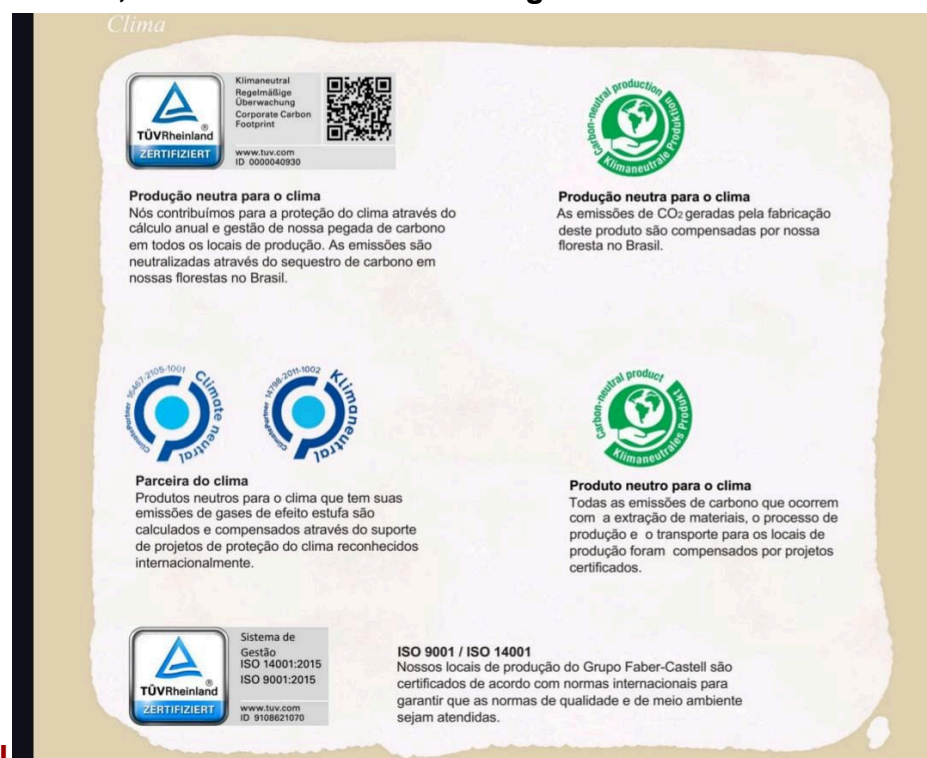 Clima
TÜVRheinland®
ZERTIFIZIERT
Klimaneutral
Regelmäßige
Überwachung
Corporate Carbon
Footprint
www.tuv.com
ID 0000040930
Produção neutra para o clima
Nós contribuímos para a proteção do clima através do
cálculo anual e gestão de nossa pegada de carbono
em todos os locais de produção. As emissões são
neutralizadas através do sequestro de carbono em
nossas florestas no Brasil.
Carbon-neutral production
Klimaneutrale Produktion
Produção neutra para o clima
As emissões de CO2 geradas pela fabricação
deste produto são compensadas por nossa
floresta no Brasil.
ClimatePartner 16467-2105-1001
Climate neutral
ClimatePartner 14798-2011-1002
Klimaneutral
Parceira do clima
Produtos neutros para o clima que tem suas
emissões de gases de efeito estufa são
calculados e compensados através do suporte
de projetos de proteção do clima reconhecidos
internacionalmente.
Carbon-neutral product
Klimaneutrales Produkt
Produto neutro para o clima
Todas as emissões de carbono que ocorrem
com a extração de materiais, o processo de
produção e o transporte para os locais de
produção foram compensados por projetos
certificados.
TÜVRheinland®
ZERTIFIZIERT
Sistema de
Gestão
ISO 14001:2015
ISO 9001:2015
www.tuv.com
ID 9108621070
ISO 9001 / ISO 14001
Nossos locais de produção do Grupo Faber-Castell são
certificados de acordo com normas internacionais para
garantir que as normas de qualidade e de meio ambiente
sejam atendidas.